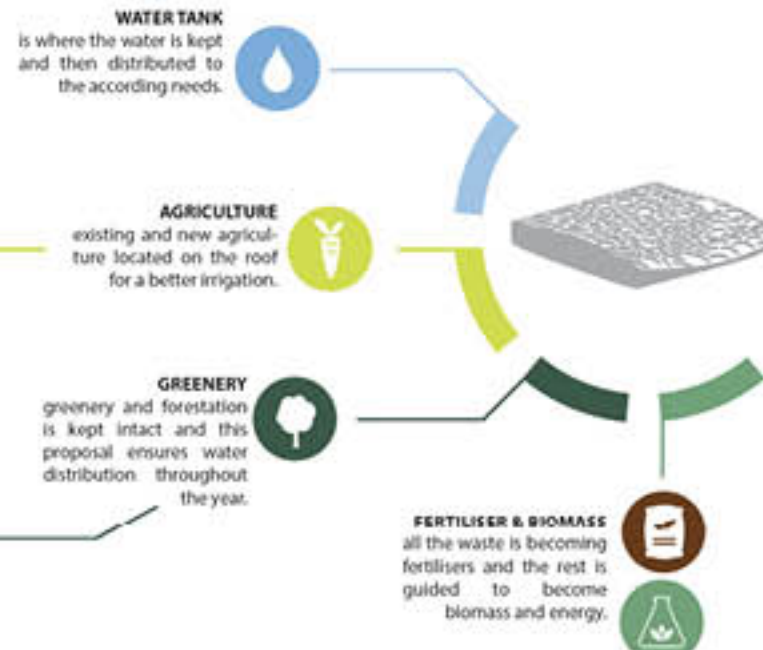 WATER TANK
is where the water is kept
and then distributed to
the according needs.
AGRICULTURE
existing and new agricul-
ture located on the roof
for a better irrigation.
GREENERY
greenery and forestation
is kept intact and this
proposal ensures water
distribution throughout
the year.
FERTILISER & BIOMASS
all the waste is becoming
fertilisers and the rest is
guided to become
biomass and energy.